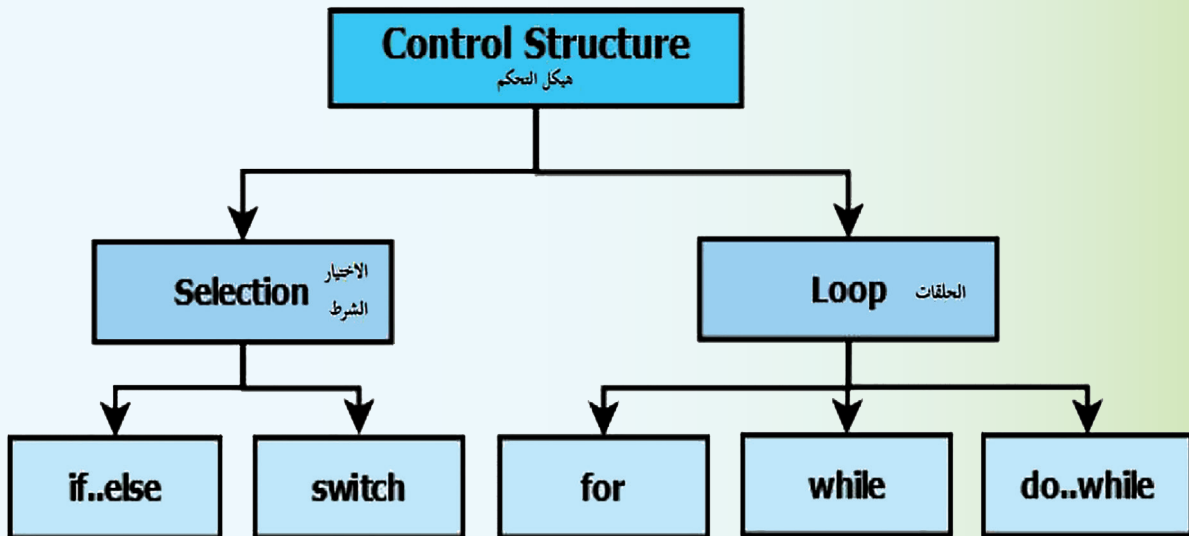 Control Structure
هيكل التحكم
Selection
الاختيار
الشرط
Loop الحلقات
if..else
switch
for
while
do..while